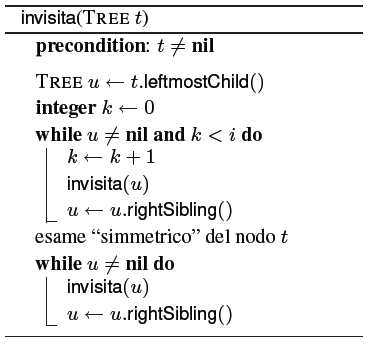 invisita(TREE t)
precondition: t ≠ nil
TREE u ← t.leftmostChild()
integer k ← 0
while u ≠ nil and k < i do
k ← k + 1
invisita(u)
u ← u.rightSibling()
esame “simmetrico” del nodo t
while u ≠ nil do
invisita(u)
u ← u.rightSibling()